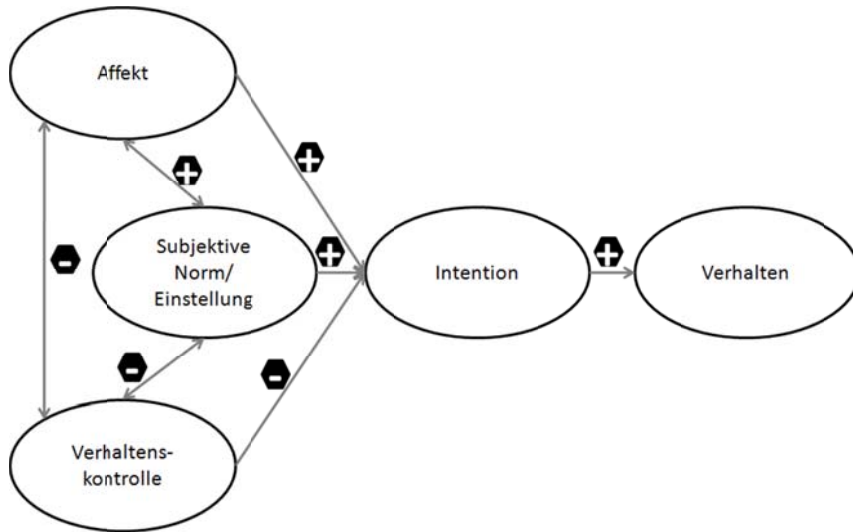 Affekt
+
+
-
Subjektive
Norm/
Einstellung
+
Intention
+
Verhalten
-
-
Verhaltens-
kontrolle